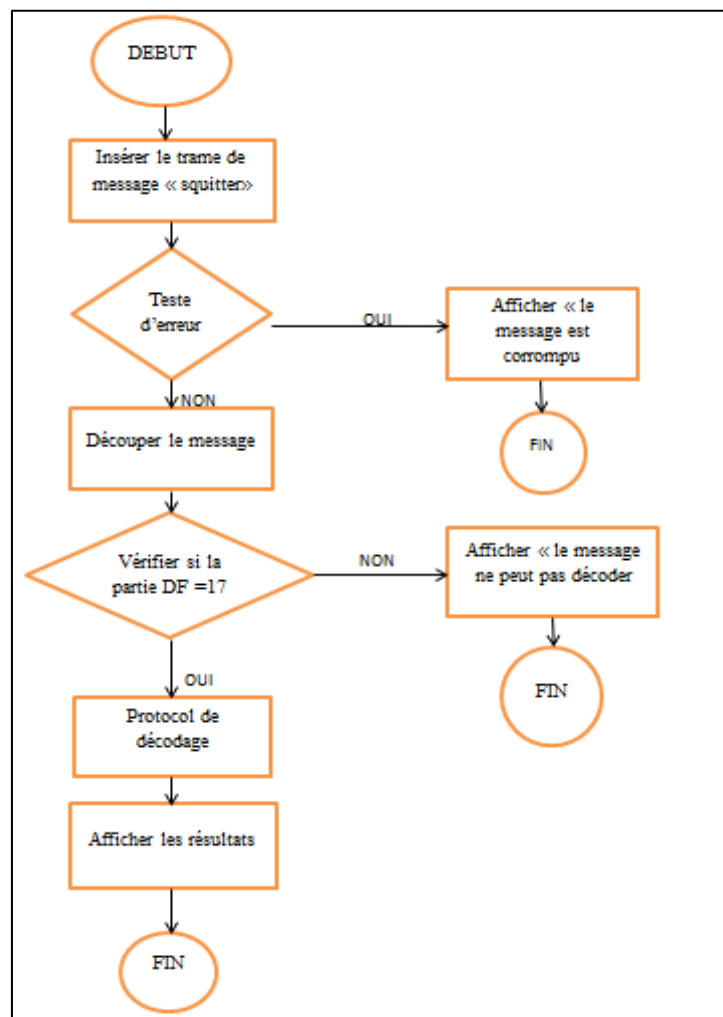 DEBUT
Insérer le trame de
message « squitter»
Teste
d'erreur
OUI
Afficher « le
message est
corrompu
FIN
NON
Découper le message
Vérifier si la
partie DF =17
NON
Afficher « le message
ne peut pas décoder
FIN
OUI
Protocol de
décodage
Afficher les résultats
FIN